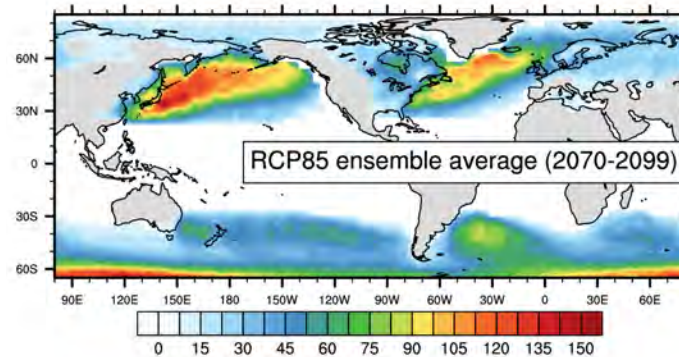 60N
30N
0
30S
60S
RCP85 ensemble average (2070-2099)
90E 120E 150E 180 150W 120W 90W 60W 30W 0 30E 60E
0 15 30 45 60 75 90 105 120 135 150